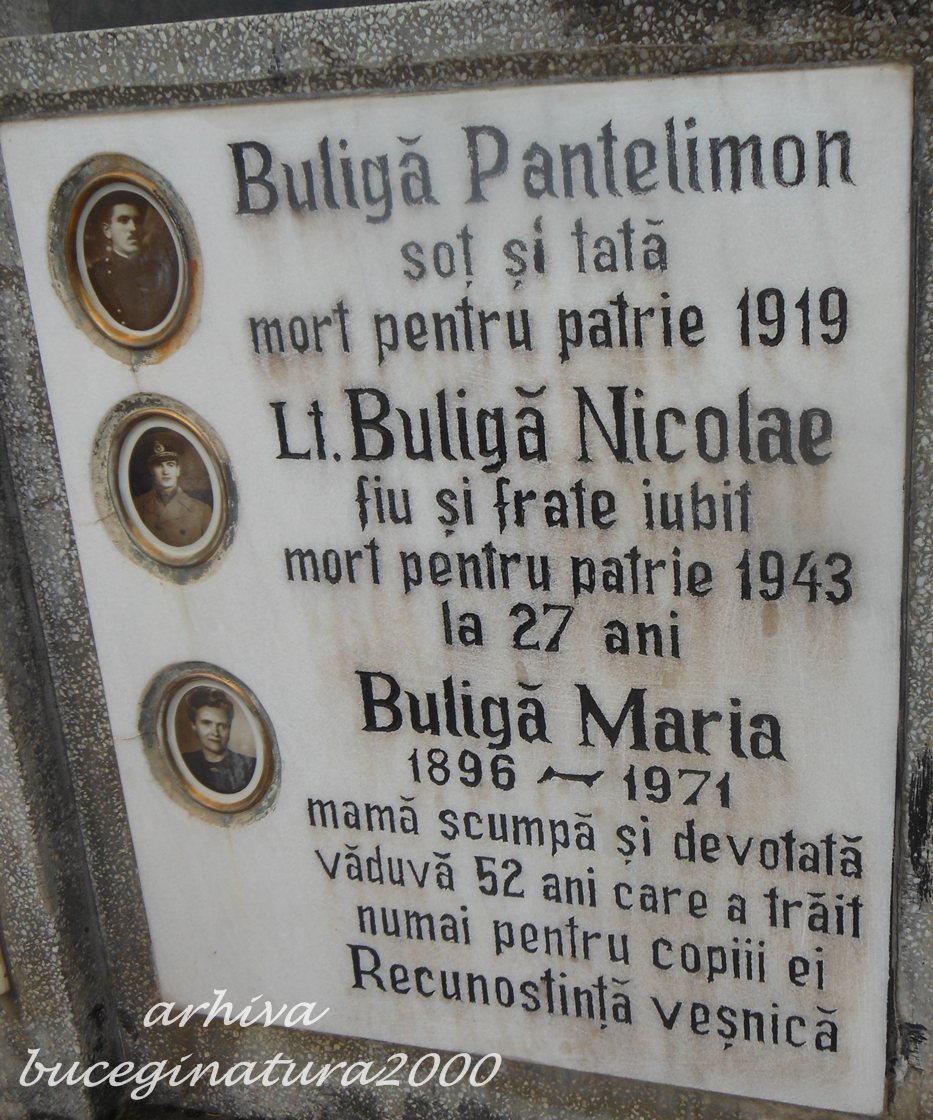 Buligă Pantelimon
soț și tată
mort pentru patrie 1919
Lt. Buligă Nicolae
fiu și frate iubit
mort pentru patrie 1943
la 27 ani
Buligă Maria
1896 ~ 1971
mamă scumpă și devotată
văduvă 52 ani care a trăit
numai pentru copiii ei
Recunostință veșnică
arhiva
buceginatura2000